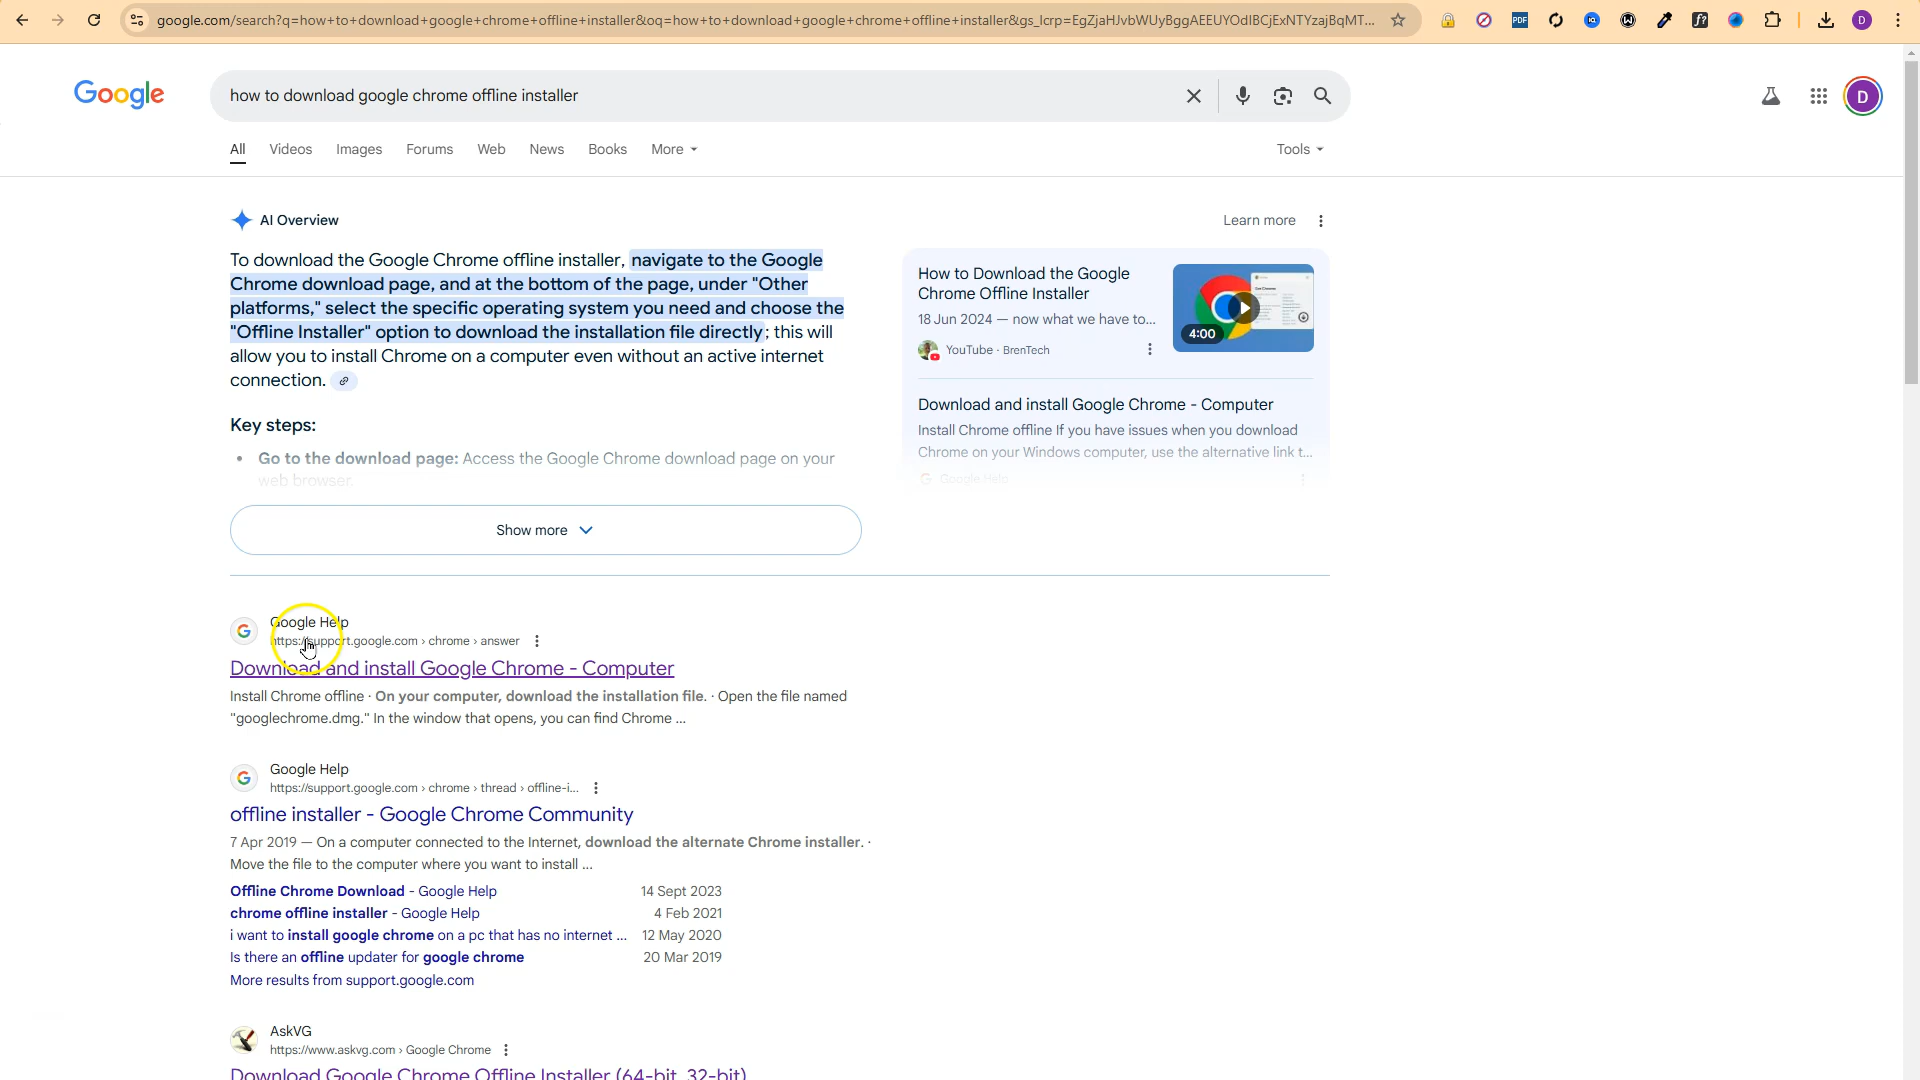 google.com/search?q=how+to+download+google+chrome+offline+installer&oq=how+to+download+google+chrome+offline+installer&gs_lcrp=EgZjaHJvbWUyBggAEEUYOdIBCjExNTYzajBqMT...
PDF
D
Google
how to download google chrome offline installer
D
All
Videos
Images
Forums
Web
News
Books
More
Tools
AI Overview
Learn more
To download the Google Chrome offline installer, navigate to the Google
Chrome download page, and at the bottom of the page, under "Other
platforms," select the specific operating system you need and choose the
"Offline Installer" option to download the installation file directly; this will
allow you to install Chrome on a computer even without an active internet
connection.
Key steps:
• Go to the download page: Access the Google Chrome download page on your
web browser.
Show more
How to Download the Google
Chrome Offline Installer
18 Jun 2024 — now what we have to...
YouTube · BrenTech
4:00
Download and install Google Chrome - Computer
Install Chrome offline If you have issues when you download
Chrome on your Windows computer, use the alternative link t...
Google Help
Google Help
https://support.google.com › chrome › answer
Download and install Google Chrome - Computer
Install Chrome offline · On your computer, download the installation file. · Open the file named
"googlechrome.dmg." In the window that opens, you can find Chrome ...
Google Help
https://support.google.com › chrome › thread › offline-i...
offline installer - Google Chrome Community
7 Apr 2019 — On a computer connected to the Internet, download the alternate Chrome installer. ·
Move the file to the computer where you want to install ...
Offline Chrome Download - Google Help 14 Sept 2023
chrome offline installer - Google Help 4 Feb 2021
i want to install google chrome on a pc that has no internet ... 12 May 2020
Is there an offline updater for google chrome 20 Mar 2019
More results from support.google.com
AskVG
https://www.askvg.com › Google Chrome
Download Google Chrome Offline Installer (64-bit, 32-bit)